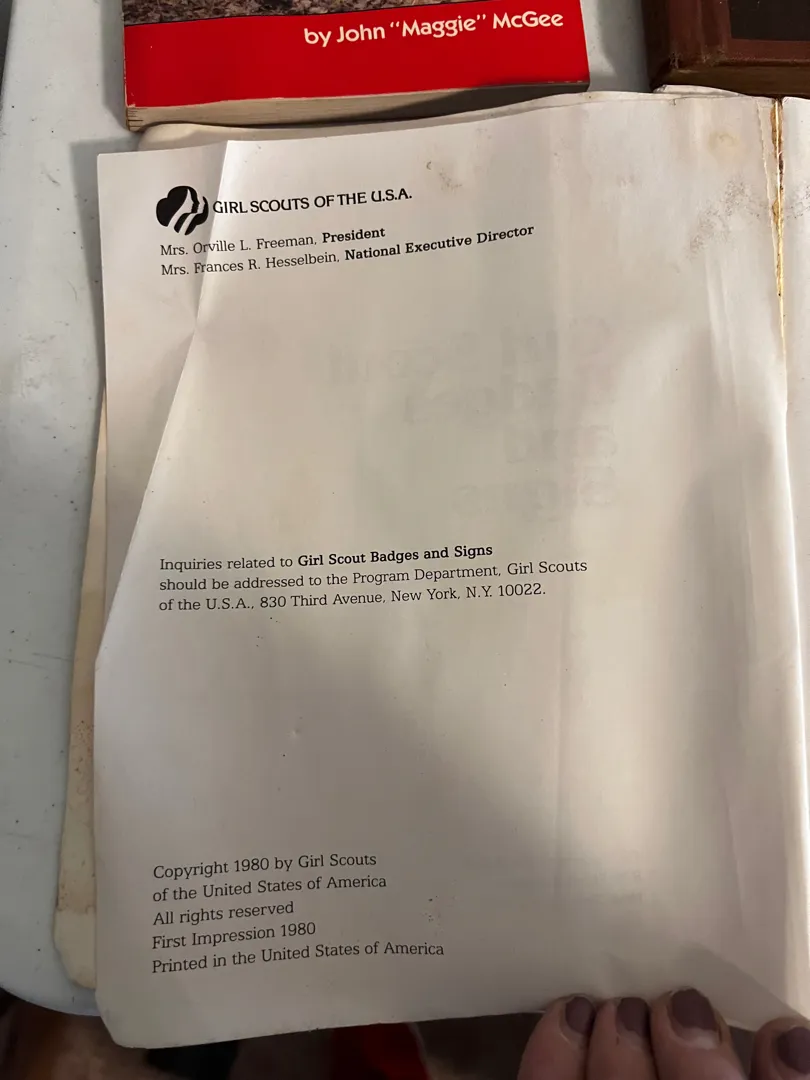 by John "Maggie" McGee
GIRL SCOUTS OF THE U.S.A.
Mrs. Orville L. Freeman, President
Mrs. Frances R. Hesselbein, National Executive Director
Inquiries related to Girl Scout Badges and Signs
should be addressed to the Program Department, Girl Scouts
of the U.S.A., 830 Third Avenue, New York, N.Y. 10022.
Copyright 1980 by Girl Scouts
of the United States of America
All rights reserved
First Impression 1980
Printed in the United States of America